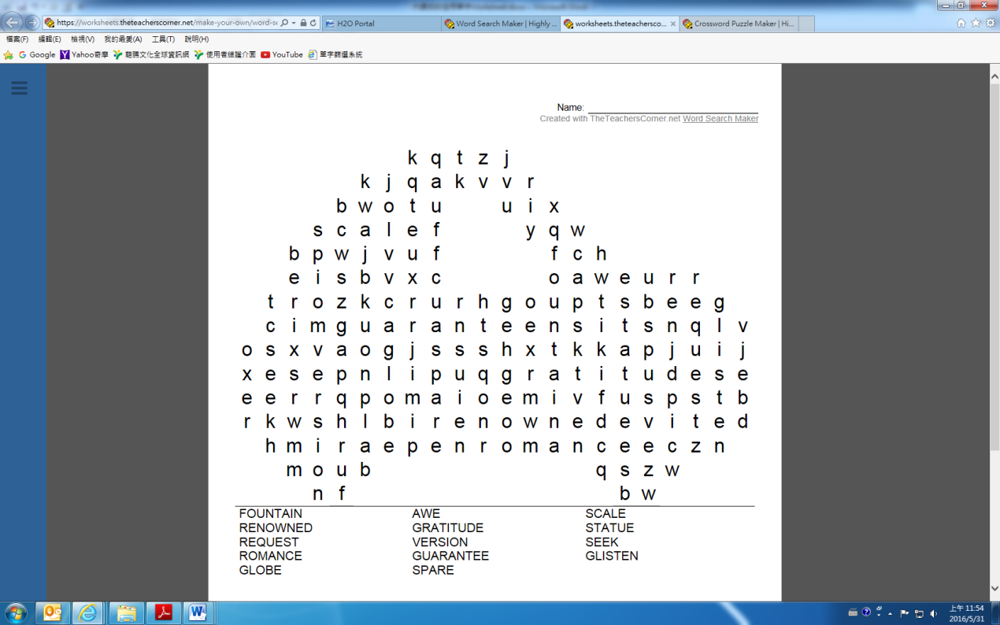 https://worksheets.theteacherscorner.net/make-your-own/word-se
H2O Portal
Word Search Maker | Highly ...
worksheets.theteachersco...
Crossword Puzzle Maker | Hi...
檔案(F) 編輯(E) 檢視(V) 我的最愛(A) 工具(T) 說明(H)
Google Yahoo奇摩 龍騰文化全球資訊網 使用者維護介面 YouTube 單字篩選系統
Name:
Created with TheTeachersCorner.net Word Search Maker
k q t z j
k j q a k v v r
b w o t u u i x
s c a l e f y q w
b p w j v u f f c h
e i s b v x c o a w e u r r
t r o z k c r u r h g o u p t s b e e g
c i m g u a r a n t e e n s i t s n q l v
o s x v a o g j s s s h x t k k a p j u i j
x e s e p n l i p u q g r a t i t u d e s e
e e r r q p o m a i o e m i v f u s p s t b
r k w s h l b i r e n o w n e d e v i t e d
h m i r a e p e n r o m a n c e e c z n
m o u b q s z w
n f b w
FOUNTAIN AWE SCALE
RENOWNED GRATITUDE STATUE
REQUEST VERSION SEEK
ROMANCE GUARANTEE GLISTEN
GLOBE SPARE
上午 11:54
2016/5/31